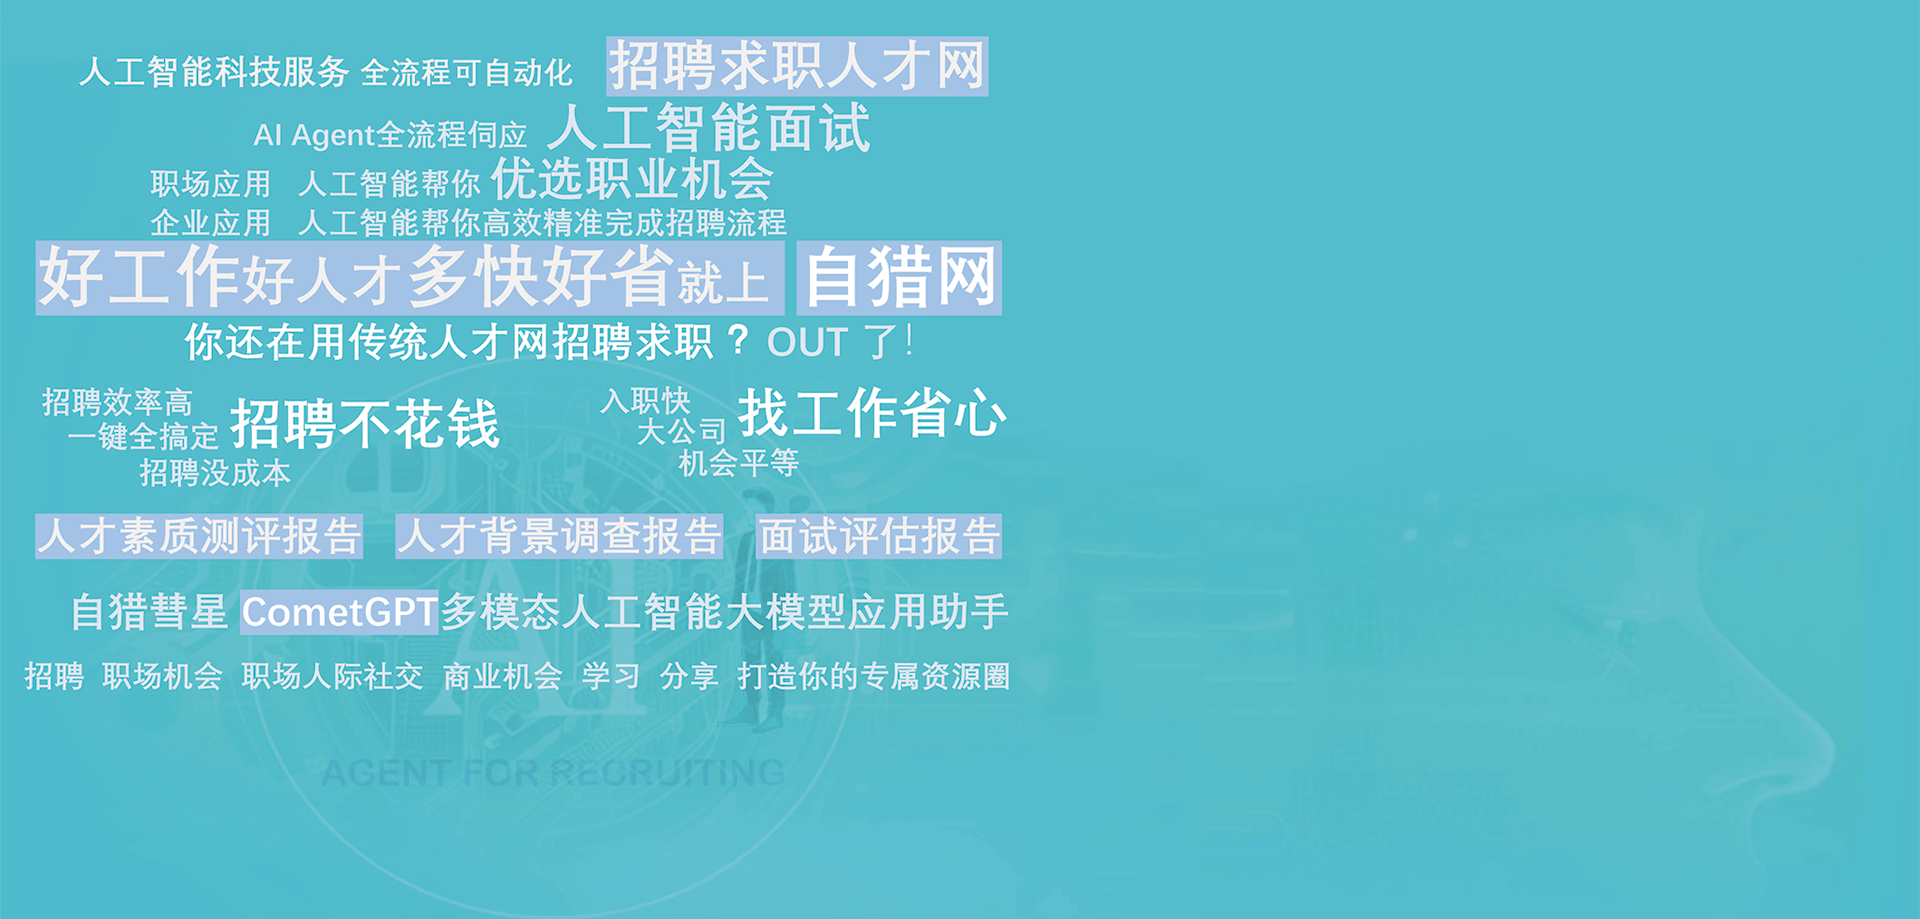 人工智能科技服务 全流程可自动化 招聘求职人才网
AI Agent全流程伺应 人工智能面试
职场应用 人工智能帮你 优选职业机会
企业应用 人工智能帮你高效精准完成招聘流程
好工作好人才多快好省就上 自猎网
你还在用传统人才网招聘求职？OUT 了!
招聘效率高
一键全搞定 招聘不花钱
招聘没成本
入职快
大公司 找工作省心
机会平等
人才素质测评报告 人才背景调查报告 面试评估报告
自猎彗星 CometGPT多模态人工智能大模型应用助手
招聘 职场机会 职场人际社交 商业机会 学习 分享 打造你的专属资源圈
AI
AGENT FOR RECRUITING